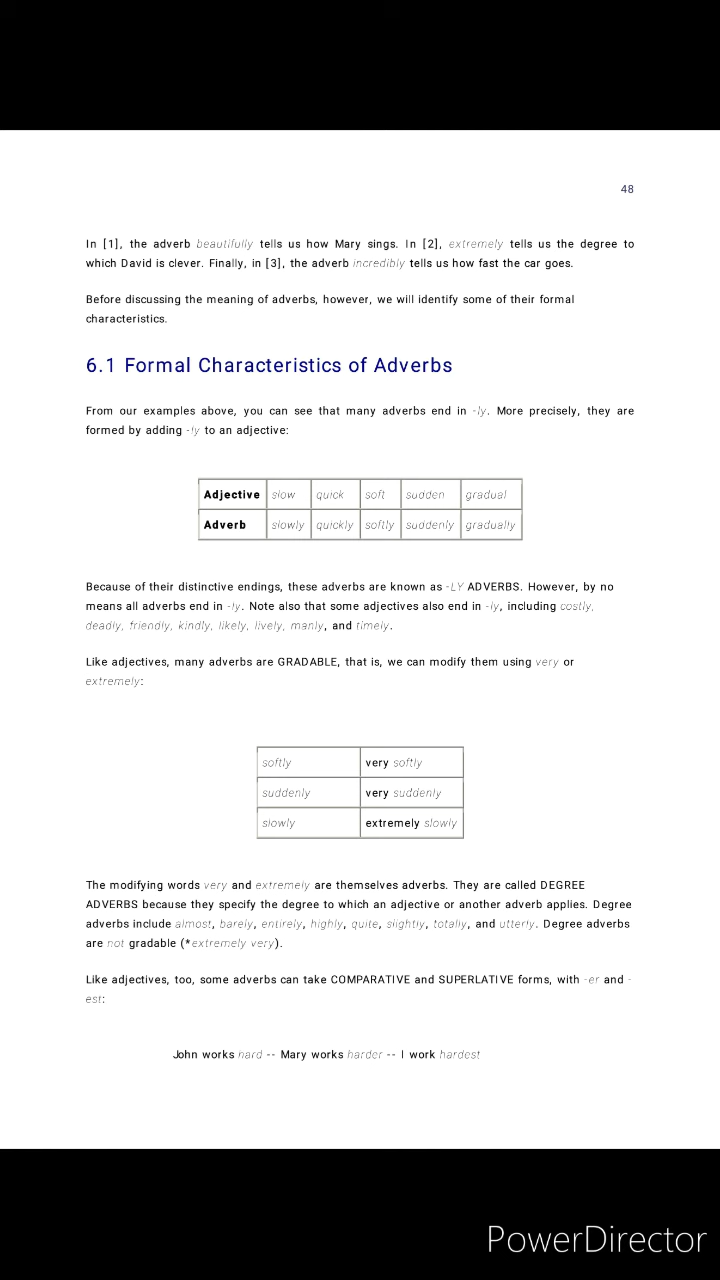 48
In [1], the adverb beautifully tells us how Mary sings. In [2], extremely tells us the degree to
which David is clever. Finally, in [3], the adverb incredibly tells us how fast the car goes.
Before discussing the meaning of adverbs, however, we will identify some of their formal
characteristics.
6.1 Formal Characteristics of Adverbs
From our examples above, you can see that many adverbs end in -ly. More precisely, they are
formed by adding -ly to an adjective:
Adjective slow quick soft sudden gradual
Adverb slowly quickly softly suddenly gradually
Because of their distinctive endings, these adverbs are known as -LY ADVERBS. However, by no
means all adverbs end in -ly. Note also that some adjectives also end in -ly, including costly,
deadly, friendly, kindly, likely, lively, manly, and timely.
Like adjectives, many adverbs are GRADABLE, that is, we can modify them using very or
extremely:
softly very softly
suddenly very suddenly
slowly extremely slowly
The modifying words very and extremely are themselves adverbs. They are called DEGREE
ADVERBS because they specify the degree to which an adjective or another adverb applies. Degree
adverbs include almost, barely, entirely, highly, quite, slightly, totally, and utterly. Degree adverbs
are not gradable (*extremely very).
Like adjectives, too, some adverbs can take COMPARATIVE and SUPERLATIVE forms, with -er and -
est:
John works hard -- Mary works harder -- I work hardest
PowerDirector